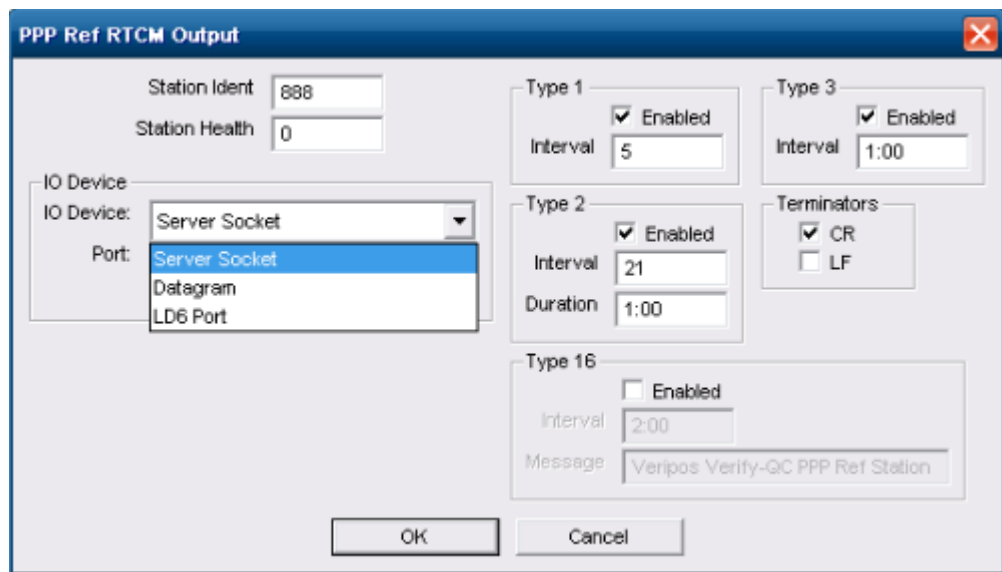 PPP Ref RTCM Output
Station Ident 888
Station Health 0
IO Device
IO Device: Server Socket
Port:
Server Socket
Datagram
LD6 Port
Type 1
Enabled
Interval 5
Type 2
Enabled
Interval 21
Duration 1:00
Type 3
Enabled
Interval 1:00
Terminators
CR
LF
Type 16
Enabled
Interval 2:00
Message Veripos Verify-QC PPP Ref Station
OK
Cancel